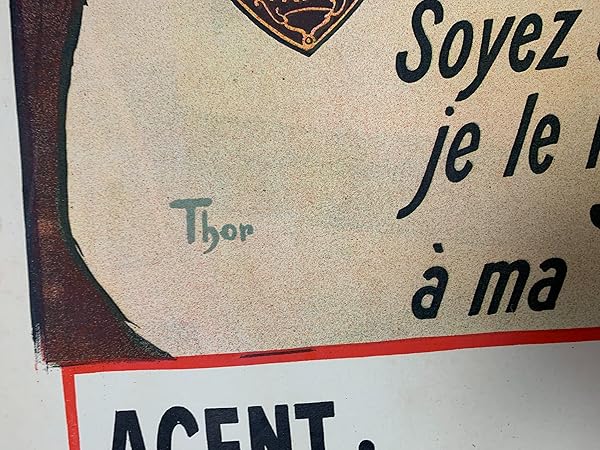 Soyez
je le
à ma
Thor
AGENT: